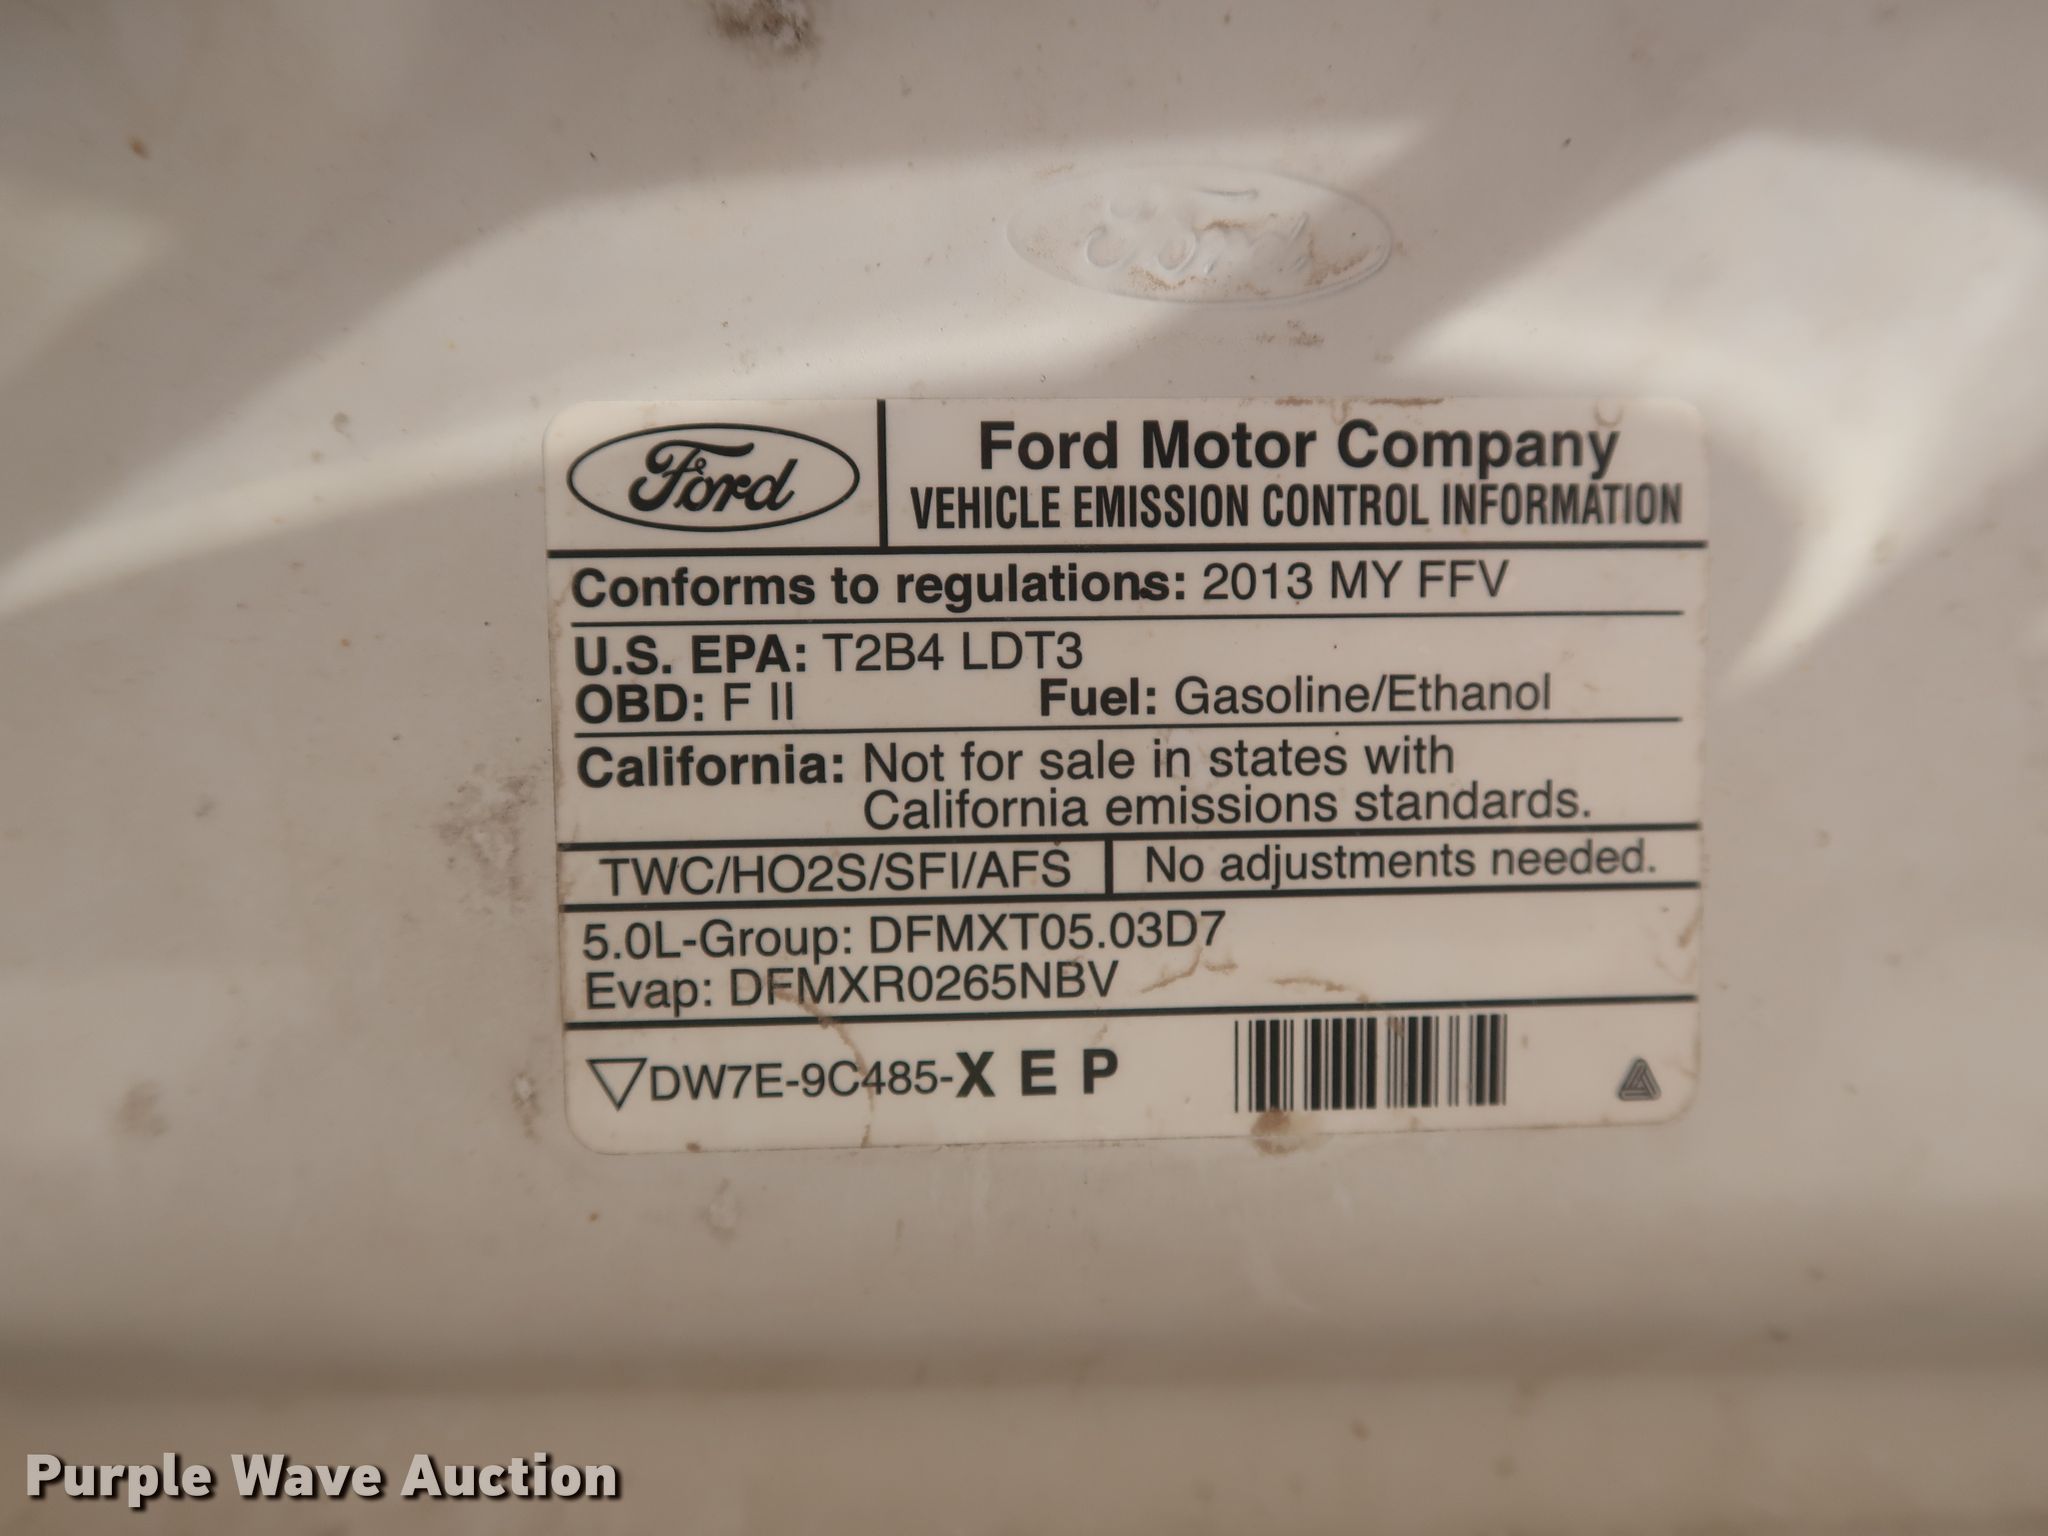 Ford
Ford
Ford Motor Company
VEHICLE EMISSION CONTROL INFORMATION
Conforms to regulations: 2013 MY FFV
U.S. EPA: T2B4 LDT3
OBD: F II Fuel: Gasoline/Ethanol
California: Not for sale in states with
California emissions standards.
TWC/HO2S/SFI/AFS No adjustments needed.
5.0L-Group: DFMXT05.03D7
Evap: DFMXR0265NBV
DW7E-9C485-X E P
Purple Wave Auction